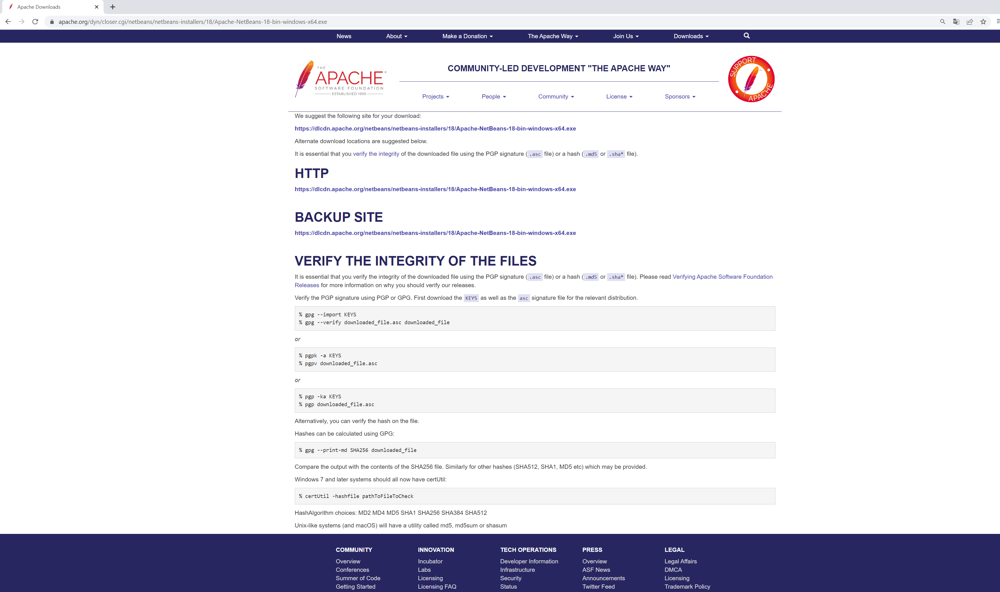 Apache Downloads
apache.org/dyn/closer.cgi/netbeans/netbeans-installers/18/Apache-NetBeans-18-bin-windows-x64.exe
News About Make a Donation The Apache Way Join Us Downloads
THE
APACHE®
SOFTWARE FOUNDATION
ESTABLISHED 1999
COMMUNITY-LED DEVELOPMENT "THE APACHE WAY"
SUPPORT
APACHE
™
Projects People Community License Sponsors
We suggest the following site for your download:
https://dlcdn.apache.org/netbeans/netbeans-installers/18/Apache-NetBeans-18-bin-windows-x64.exe
Alternate download locations are suggested below.
It is essential that you verify the integrity of the downloaded file using the PGP signature ( .asc file) or a hash ( .md5 or .sha* file).
HTTP
https://dlcdn.apache.org/netbeans/netbeans-installers/18/Apache-NetBeans-18-bin-windows-x64.exe
BACKUP SITE
https://dlcdn.apache.org/netbeans/netbeans-installers/18/Apache-NetBeans-18-bin-windows-x64.exe
VERIFY THE INTEGRITY OF THE FILES
It is essential that you verify the integrity of the downloaded file using the PGP signature ( .asc file) or a hash ( .md5 or .sha* file). Please read Verifying Apache Software Foundation
Releases for more information on why you should verify our releases.
Verify the PGP signature using PGP or GPG. First download the KEYS as well as the asc signature file for the relevant distribution.
% gpg --import KEYS
% gpg --verify downloaded_file.asc downloaded_file
or
% pgpk -a KEYS
% pgpv downloaded_file.asc
or
% pgp -ka KEYS
% pgp downloaded_file.asc
Alternatively, you can verify the hash on the file.
Hashes can be calculated using GPG:
% gpg --print-md SHA256 downloaded_file
Compare the output with the contents of the SHA256 file. Similarly for other hashes (SHA512, SHA1, MD5 etc) which may be provided.
Windows 7 and later systems should all now have certUtil:
% certUtil -hashfile pathToFileToCheck
HashAlgorithm choices: MD2 MD4 MD5 SHA1 SHA256 SHA384 SHA512
Unix-like systems (and macOS) will have a utility called md5, md5sum or shasum
COMMUNITY INNOVATION TECH OPERATIONS PRESS LEGAL
Overview Incubator Developer Information Overview Legal Affairs
Conferences Labs Infrastructure ASF News DMCA
Summer of Code Licensing Security Announcements Licensing
Getting Started Licensing FAQ Status Twitter Feed Trademark Policy